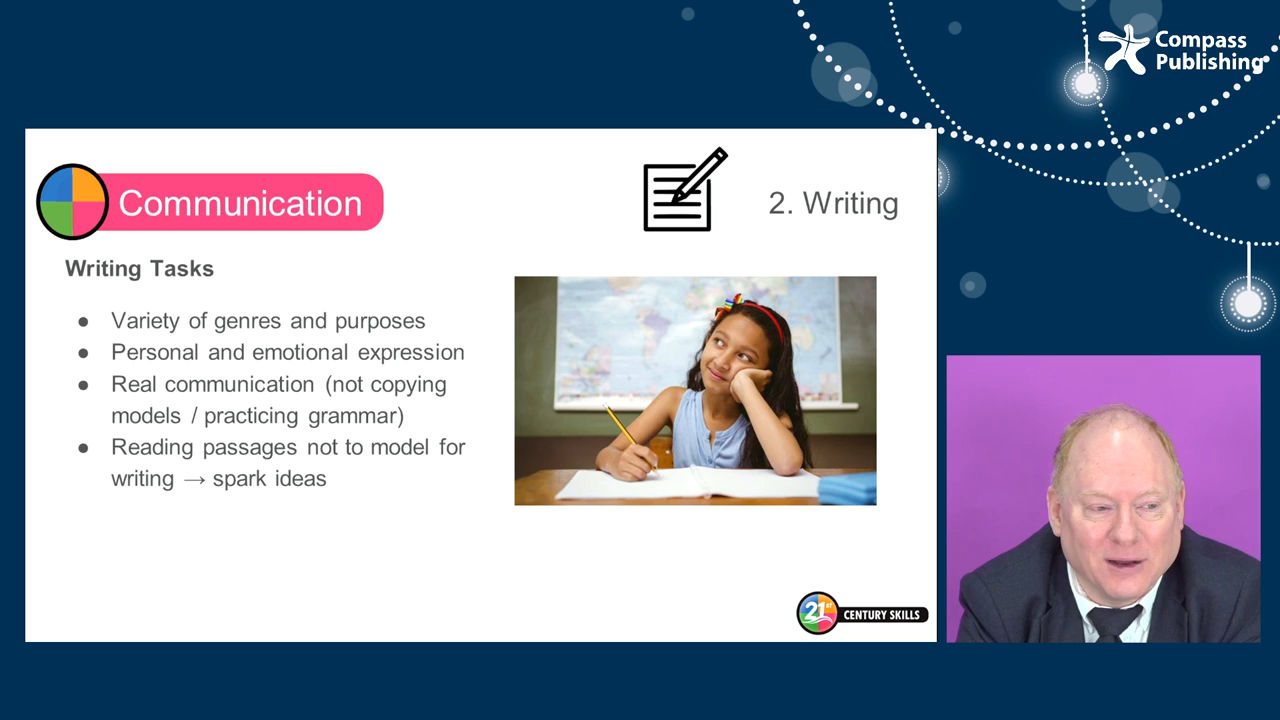 Compass
Publishing
Communication
2. Writing
Writing Tasks
● Variety of genres and purposes
● Personal and emotional expression
● Real communication (not copying
models / practicing grammar)
● Reading passages not to model for
writing → spark ideas
21ST CENTURY SKILLS